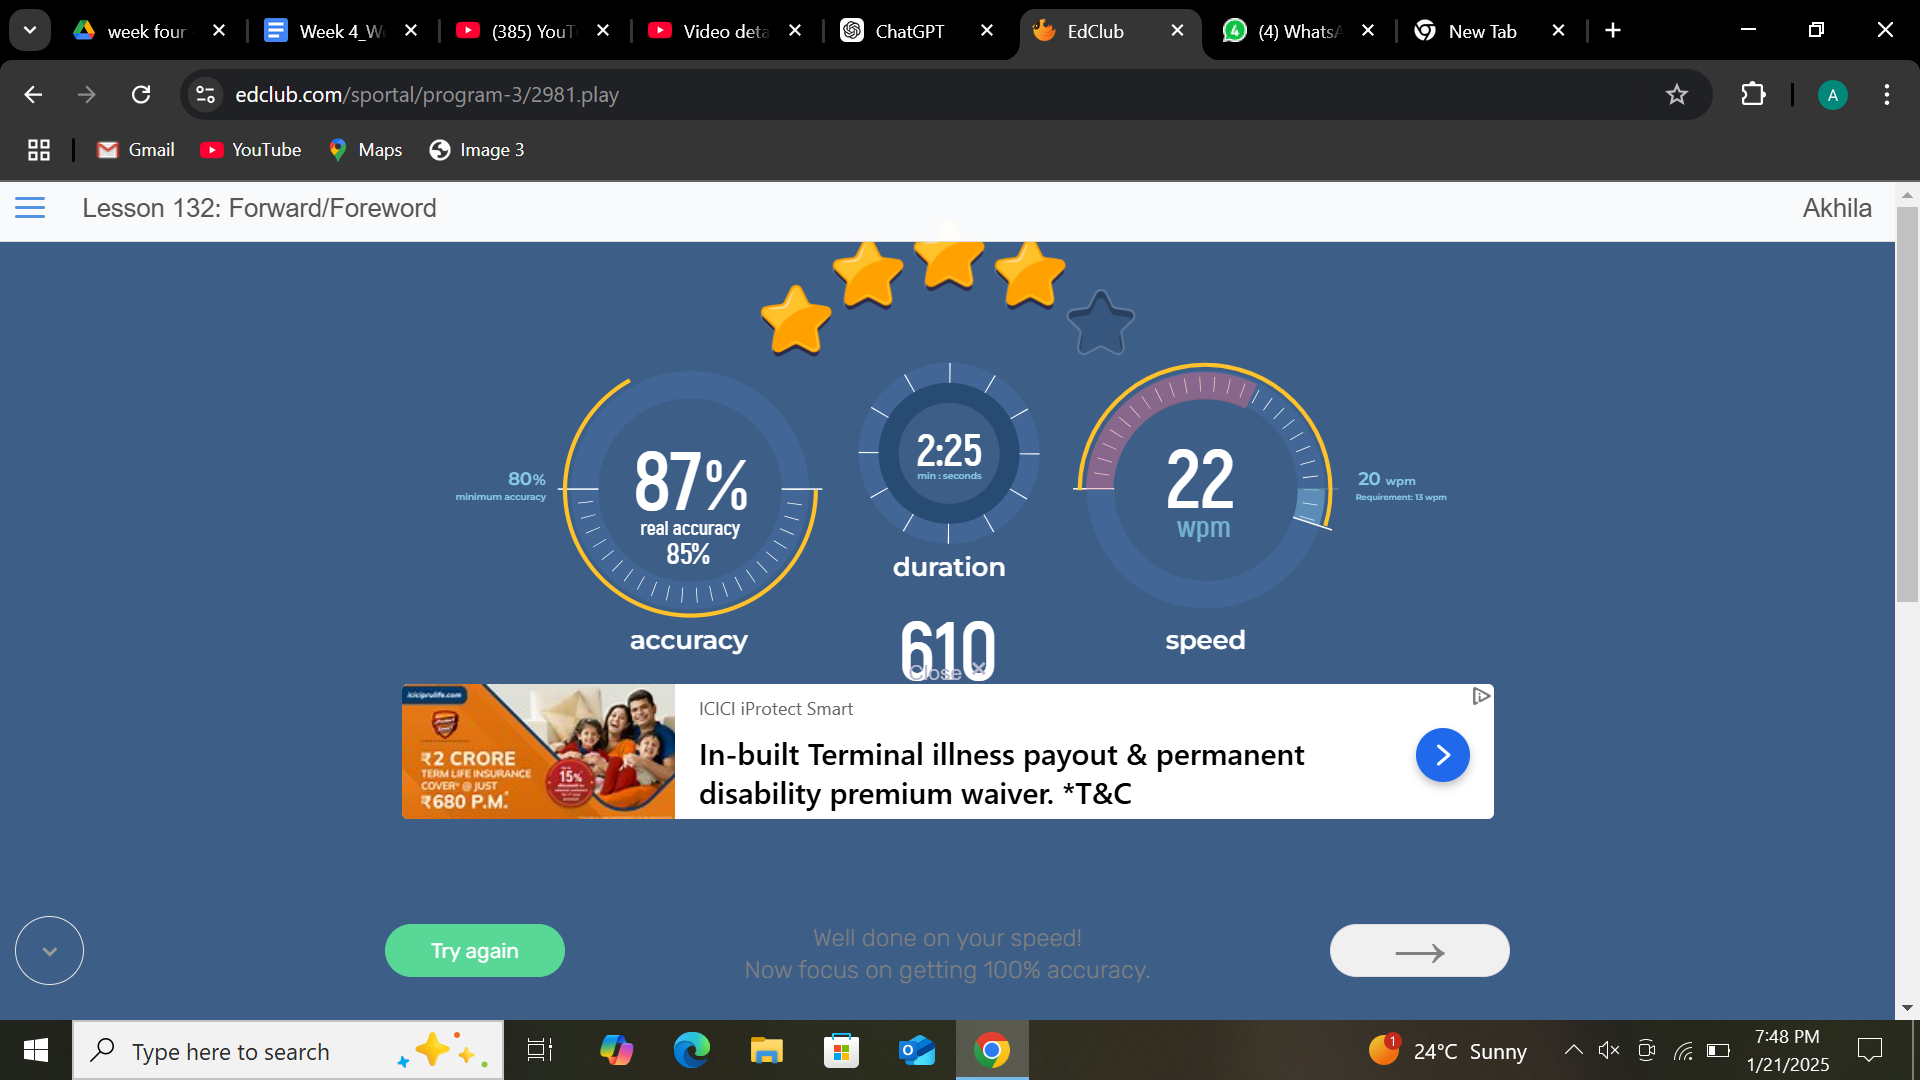 week four
Week 4_W
(385) YouT
Video deta
ChatGPT
EdClub
(4) WhatsA
New Tab
edclub.com/sportal/program-3/2981.play
A
Gmail
YouTube
Maps
Image 3
Lesson 132: Forward/Foreword
Akhila
80%
minimum accuracy
87%
real accuracy
85%
accuracy
2:25
min : seconds
duration
610
22
wpm
speed
20 wpm
Requirement: 13 wpm
Close ×
iciciprulife.com
₹2 CRORE
TERM LIFE INSURANCE
COVER* @ JUST
₹680 P.M.*
15%
ICICI iProtect Smart
In-built Terminal illness payout & permanent
disability premium waiver. *T&C
Try again
Well done on your speed!
Now focus on getting 100% accuracy.
Type here to search
1
24°C Sunny
7:48 PM
1/21/2025